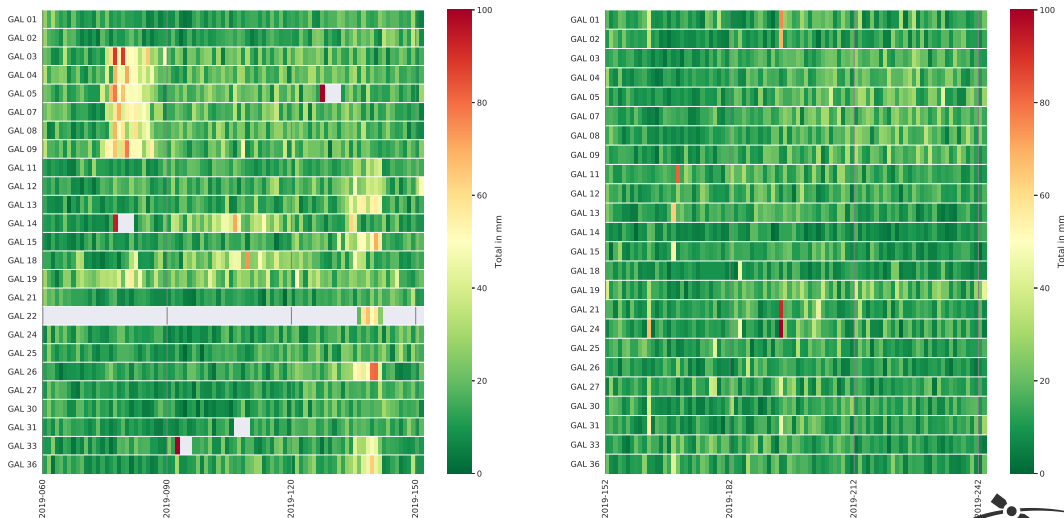 GAL 01
GAL 02
GAL 03
GAL 04
GAL 05
GAL 07
GAL 08
GAL 09
GAL 11
GAL 12
GAL 13
GAL 14
GAL 15
GAL 18
GAL 19
GAL 21
GAL 22
GAL 24
GAL 25
GAL 26
GAL 27
GAL 30
GAL 31
GAL 33
GAL 36
2019-060
2019-090
2019-120
2019-150
100
80
60
40
20
0
Total in mm
GAL 01
GAL 02
GAL 03
GAL 04
GAL 05
GAL 07
GAL 08
GAL 09
GAL 11
GAL 12
GAL 13
GAL 14
GAL 15
GAL 18
GAL 19
GAL 21
GAL 24
GAL 25
GAL 26
GAL 27
GAL 30
GAL 31
GAL 33
GAL 36
2019-152
2019-182
2019-212
2019-242
100
80
60
40
20
0
Total in mm